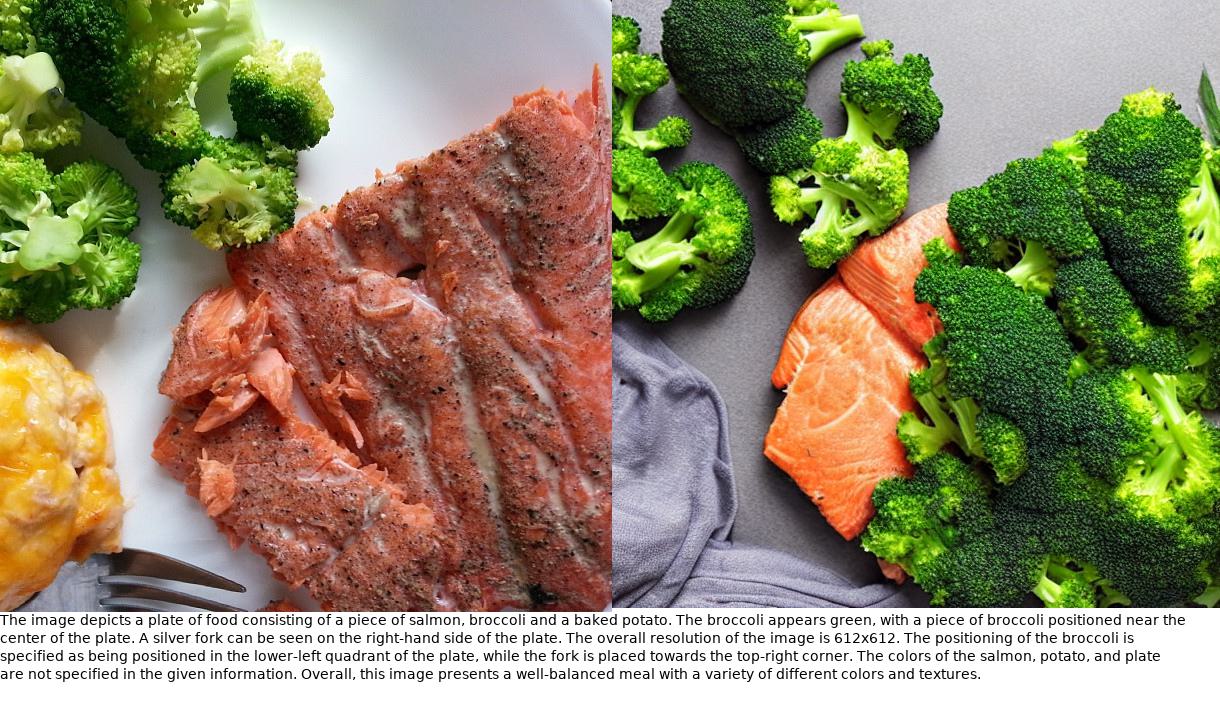 The image depicts a plate of food consisting of a piece of salmon, broccoli and a baked potato. The broccoli appears green, with a piece of broccoli positioned near the
center of the plate. A silver fork can be seen on the right-hand side of the plate. The overall resolution of the image is 612x612. The positioning of the broccoli is
specified as being positioned in the lower-left quadrant of the plate, while the fork is placed towards the top-right corner. The colors of the salmon, potato, and plate
are not specified in the given information. Overall, this image presents a well-balanced meal with a variety of different colors and textures.